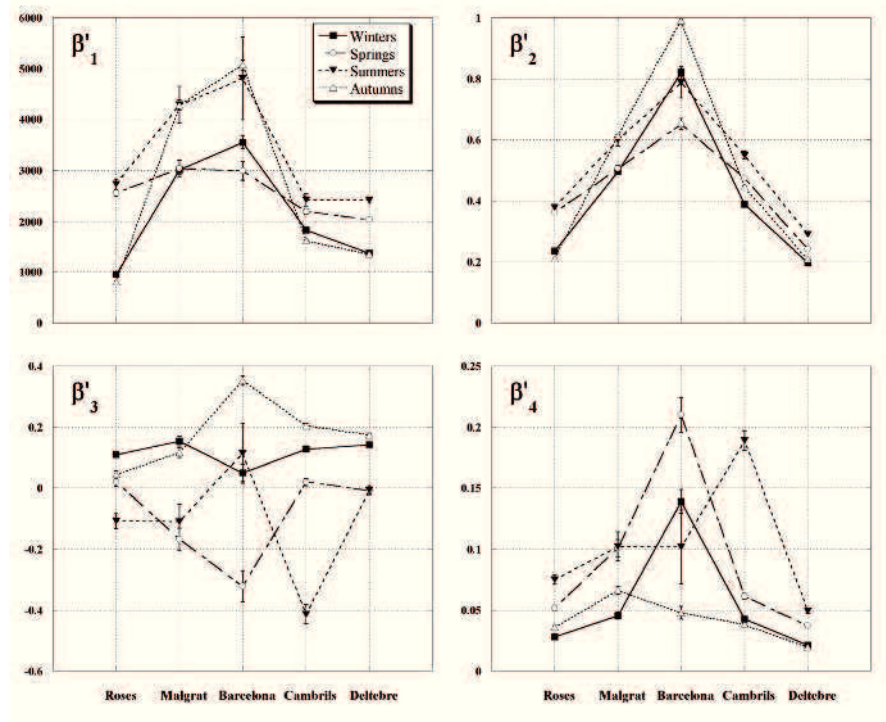 6000
5000
4000
3000
2000
1000
0
β'1
Winters
Springs
Summers
Autumns
1
0.8
0.6
0.4
0.2
0
β'2
0.4
0.2
0
-0.2
-0.4
-0.6
β'3
Roses Malgrat Barcelona Cambrils Deltebre
0.25
0.2
0.15
0.1
0.05
0
β'4
Roses Malgrat Barcelona Cambrils Deltebre